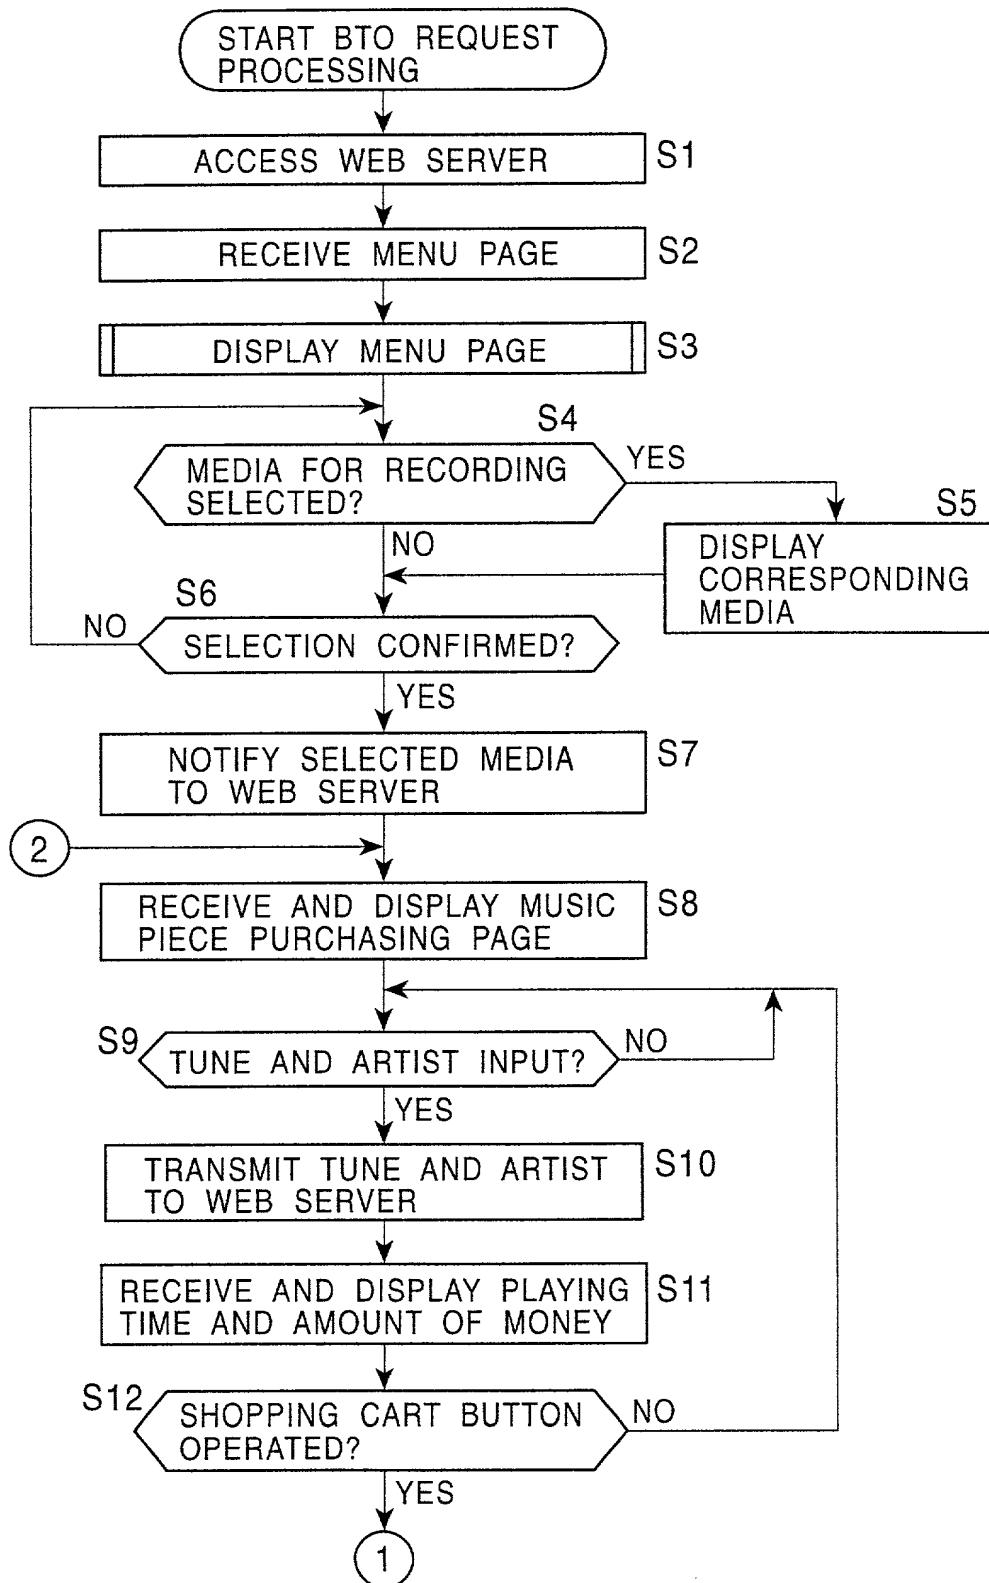 START BTO REQUEST
PROCESSING
ACCESS WEB SERVER
S1
RECEIVE MENU PAGE
S2
DISPLAY MENU PAGE
S3
S4
MEDIA FOR RECORDING
SELECTED?
YES
S5
DISPLAY
CORRESPONDING
MEDIA
NO
S6
NO
SELECTION CONFIRMED?
YES
NOTIFY SELECTED MEDIA
TO WEB SERVER
S7
2
RECEIVE AND DISPLAY MUSIC
PIECE PURCHASING PAGE
S8
S9
TUNE AND ARTIST INPUT?
NO
YES
TRANSMIT TUNE AND ARTIST
TO WEB SERVER
S10
RECEIVE AND DISPLAY PLAYING
TIME AND AMOUNT OF MONEY
S11
S12
SHOPPING CART BUTTON
OPERATED?
NO
YES
1